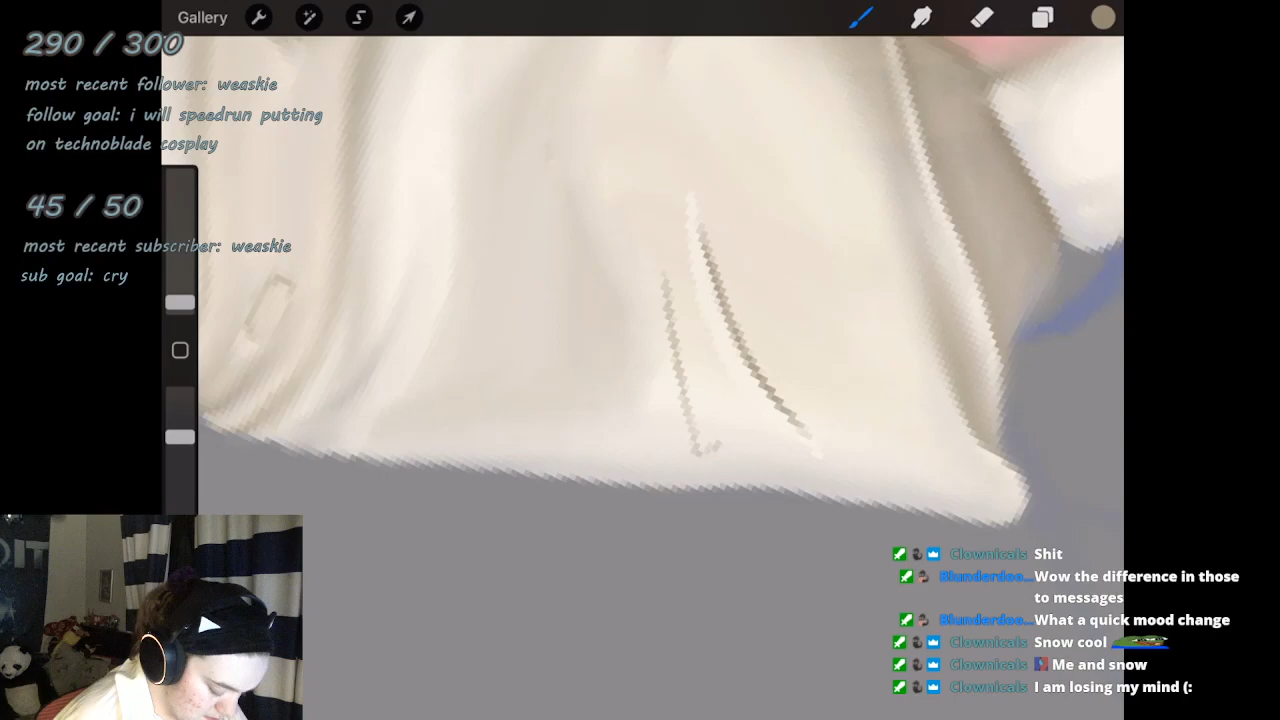 Gallery
290 / 300
most recent follower: weaskie
follow goal: i will speedrun putting
on technoblade cosplay
45 / 50
most recent subscriber: weaskie
sub goal: cry
Clownicals Shit
Blunderdoo... Wow the difference in those
to messages
Blunderdoo... What a quick mood change
Clownicals Snow cool
Clownicals Me and snow
Clownicals I am losing my mind (: